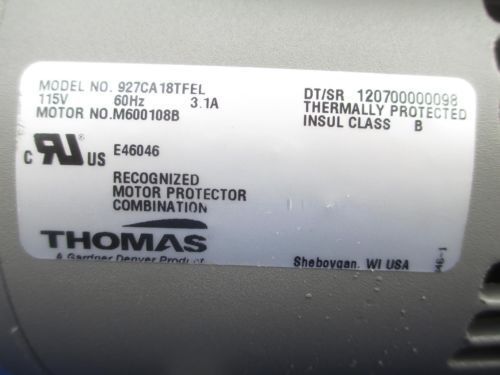 MODEL NO. 927CA18TFEL
115V 60Hz 3.1A
MOTOR NO. M600108B
DT/SR 120700000098
THERMALLY PROTECTED
INSUL CLASS B
C RU US E46046
RECOGNIZED
MOTOR PROTECTOR
COMBINATION
THOMAS
A Gardner Denver Product
Sheboygan, WI USA